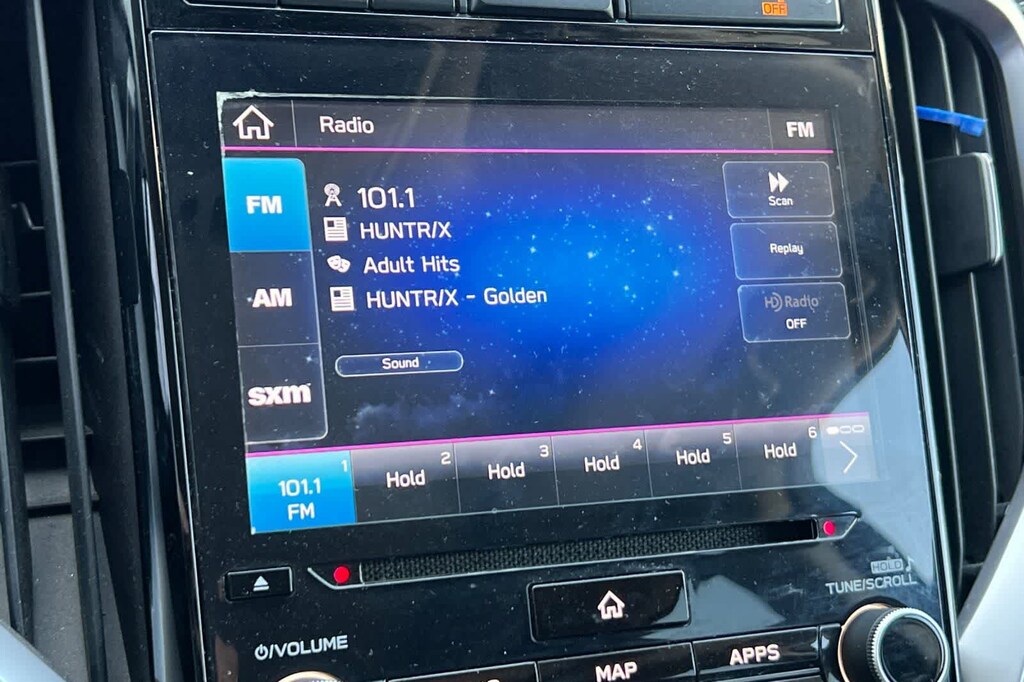 OFF
Radio
FM
FM
101.1
Scan
HUNTR/X
Replay
Adult Hits
AM
HUNTR/X - Golden
HD Radio
OFF
Sound
sxm
1
2
3
4
5
6
101.1
FM
Hold
Hold
Hold
Hold
Hold
HOLD
TUNE/SCROLL
VOLUME
MAP
APPS